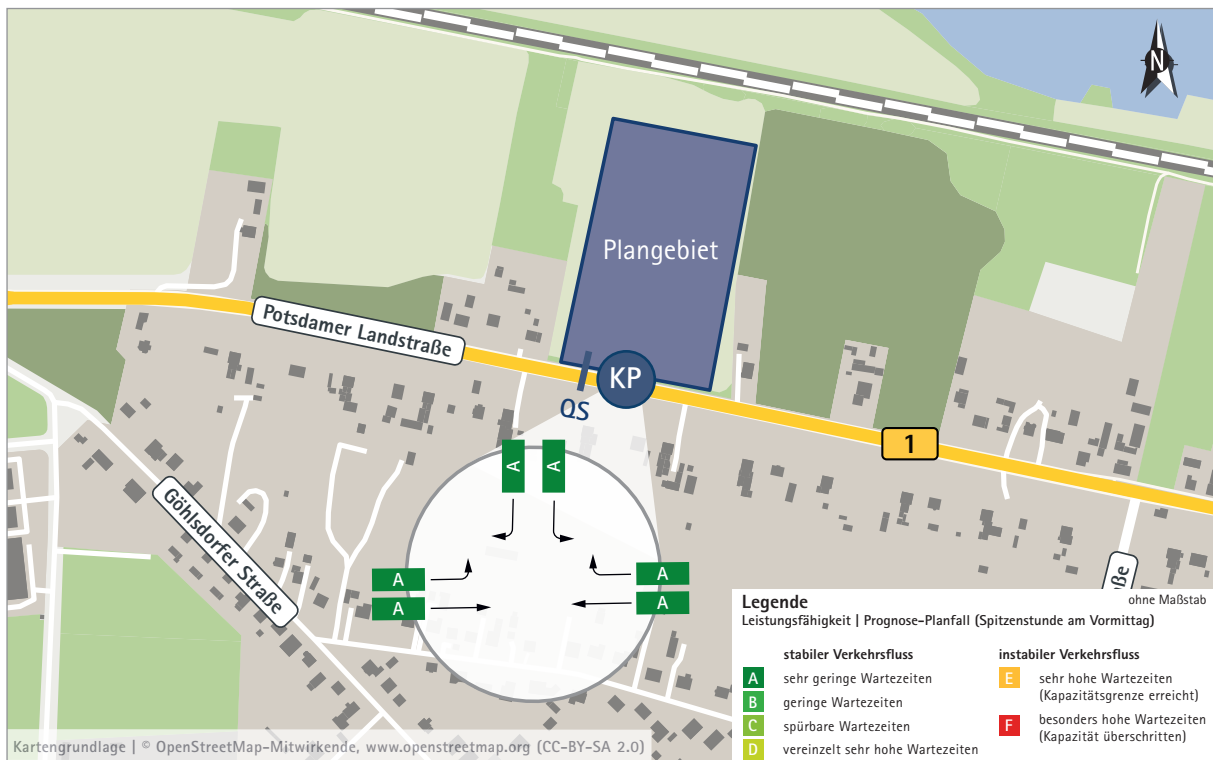 N
Plangebiet
Potsdamer Landstraße
KP
QS
1
Göhlsdorfer Straße
A
A
A
A
A
A
ße
Legende
ohne Maßstab
Leistungsfähigkeit | Prognose-Planfall (Spitzenstunde am Vormittag)
stabiler Verkehrsfluss
A sehr geringe Wartezeiten
B geringe Wartezeiten
C spürbare Wartezeiten
D vereinzelt sehr hohe Wartezeiten
instabiler Verkehrsfluss
E sehr hohe Wartezeiten
(Kapazitätsgrenze erreicht)
F besonders hohe Wartezeiten
(Kapazität überschritten)
Kartengrundlage | © OpenStreetMap-Mitwirkende, www.openstreetmap.org (CC-BY-SA 2.0)